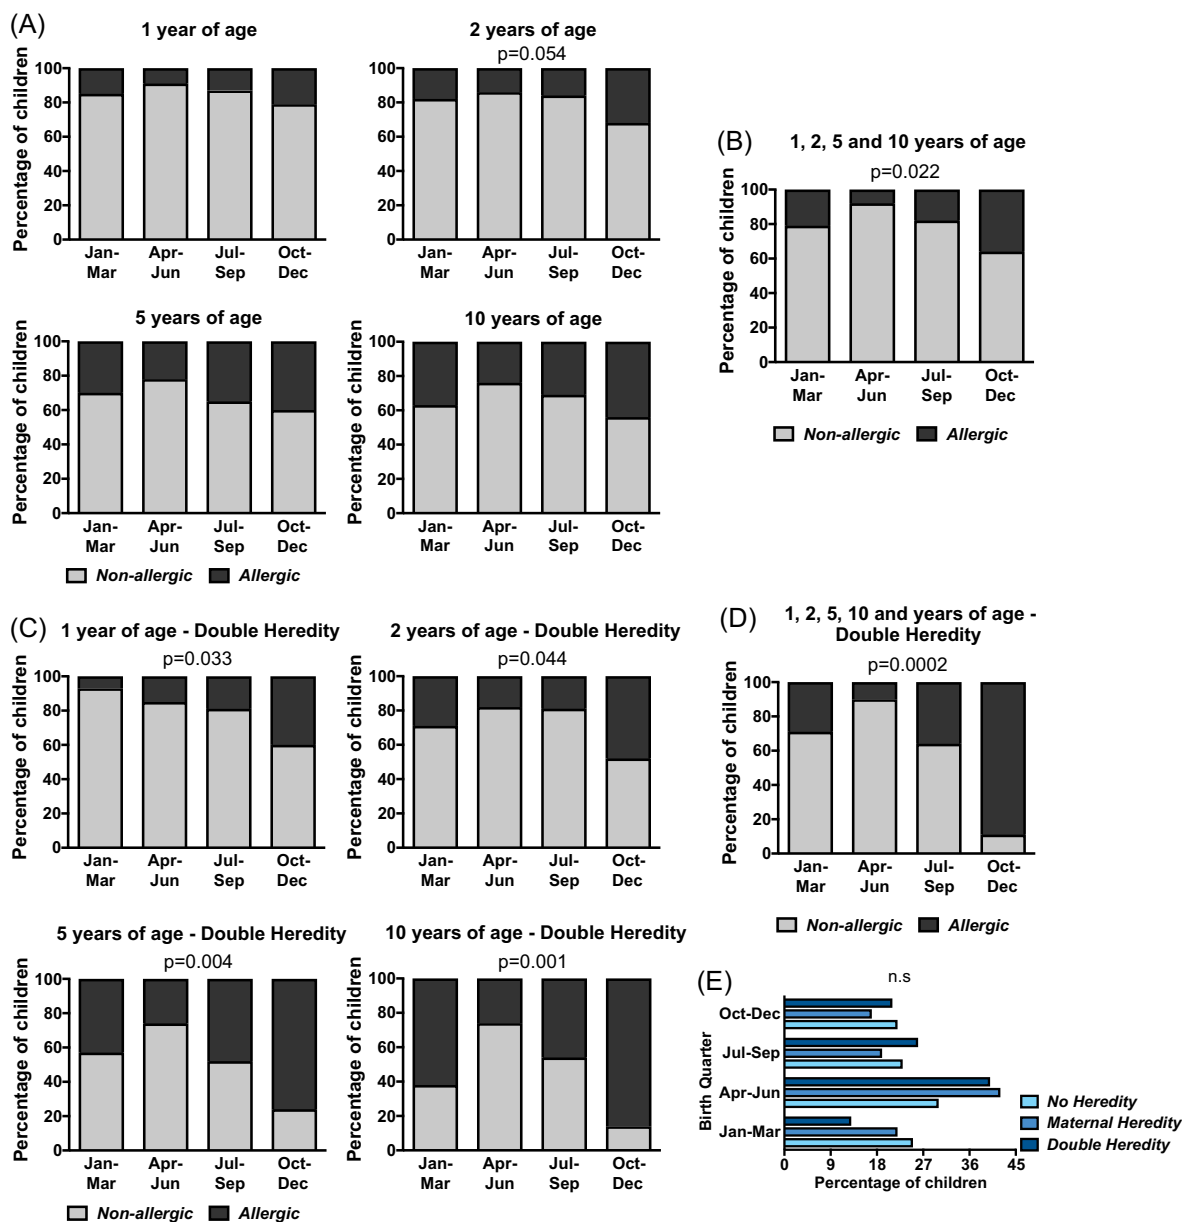 (A)
1 year of age
Percentage of children
100
80
60
40
20
0
Jan-
Mar
Apr-
Jun
Jul-
Sep
Oct-
Dec
2 years of age
p=0.054
Percentage of children
100
80
60
40
20
0
Jan-
Mar
Apr-
Jun
Jul-
Sep
Oct-
Dec
5 years of age
Percentage of children
100
80
60
40
20
0
Jan-
Mar
Apr-
Jun
Jul-
Sep
Oct-
Dec
10 years of age
Percentage of children
100
80
60
40
20
0
Jan-
Mar
Apr-
Jun
Jul-
Sep
Oct-
Dec
Non-allergic
Allergic
(B)
1, 2, 5 and 10 years of age
p=0.022
Percentage of children
100
80
60
40
20
0
Jan-
Mar
Apr-
Jun
Jul-
Sep
Oct-
Dec
Non-allergic
Allergic
(C)
1 year of age - Double Heredity
p=0.033
Percentage of children
100
80
60
40
20
0
Jan-
Mar
Apr-
Jun
Jul-
Sep
Oct-
Dec
2 years of age - Double Heredity
p=0.044
Percentage of children
100
80
60
40
20
0
Jan-
Mar
Apr-
Jun
Jul-
Sep
Oct-
Dec
5 years of age - Double Heredity
p=0.004
Percentage of children
100
80
60
40
20
0
Jan-
Mar
Apr-
Jun
Jul-
Sep
Oct-
Dec
10 years of age - Double Heredity
p=0.001
Percentage of children
100
80
60
40
20
0
Jan-
Mar
Apr-
Jun
Jul-
Sep
Oct-
Dec
Non-allergic
Allergic
(D)
1, 2, 5, 10 and years of age -
Double Heredity
p=0.0002
Percentage of children
100
80
60
40
20
0
Jan-
Mar
Apr-
Jun
Jul-
Sep
Oct-
Dec
Non-allergic
Allergic
(E)
n.s
Birth Quarter
Oct-Dec
Jul-Sep
Apr-Jun
Jan-Mar
0
9
18
27
36
45
Percentage of children
No Heredity
Maternal Heredity
Double Heredity